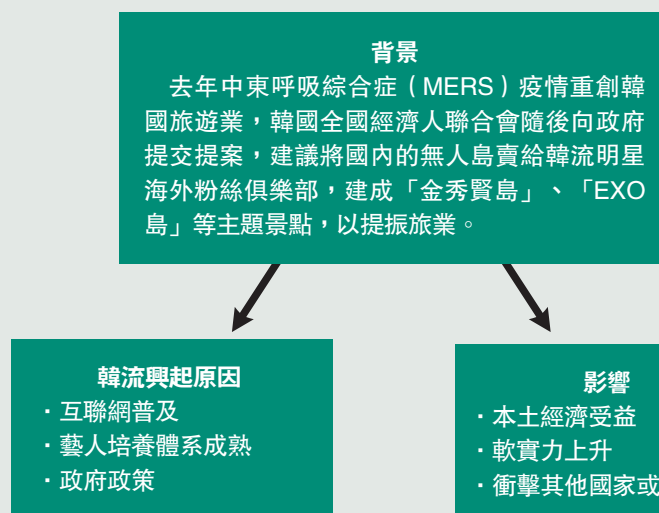 背景
去年中東呼吸綜合症（MERS）疫情重創韓
國旅遊業，韓國全國經濟人聯合會隨後向政府
提交提案，建議將國內的無人島賣給韓流明星
海外粉絲俱樂部，建成「金秀賢島」、「EXO
島」等主題景點，以提振旅業。
韓流興起原因
·互聯網普及
·藝人培養體系成熟
·政府政策
影響
·本土經濟受益
·軟實力上升
·衝擊其他國家或